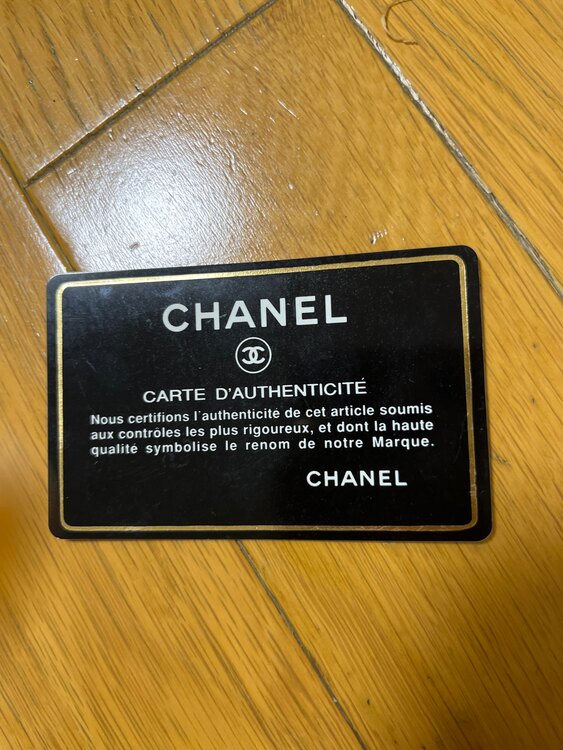 CHANEL
CARTE D'AUTHENTICITÉ
Nous certifions l'authenticité de cet article soumis
aux contrôles les plus rigoureux, et dont la haute
qualité symbolise le renom de notre Marque.
CHANEL